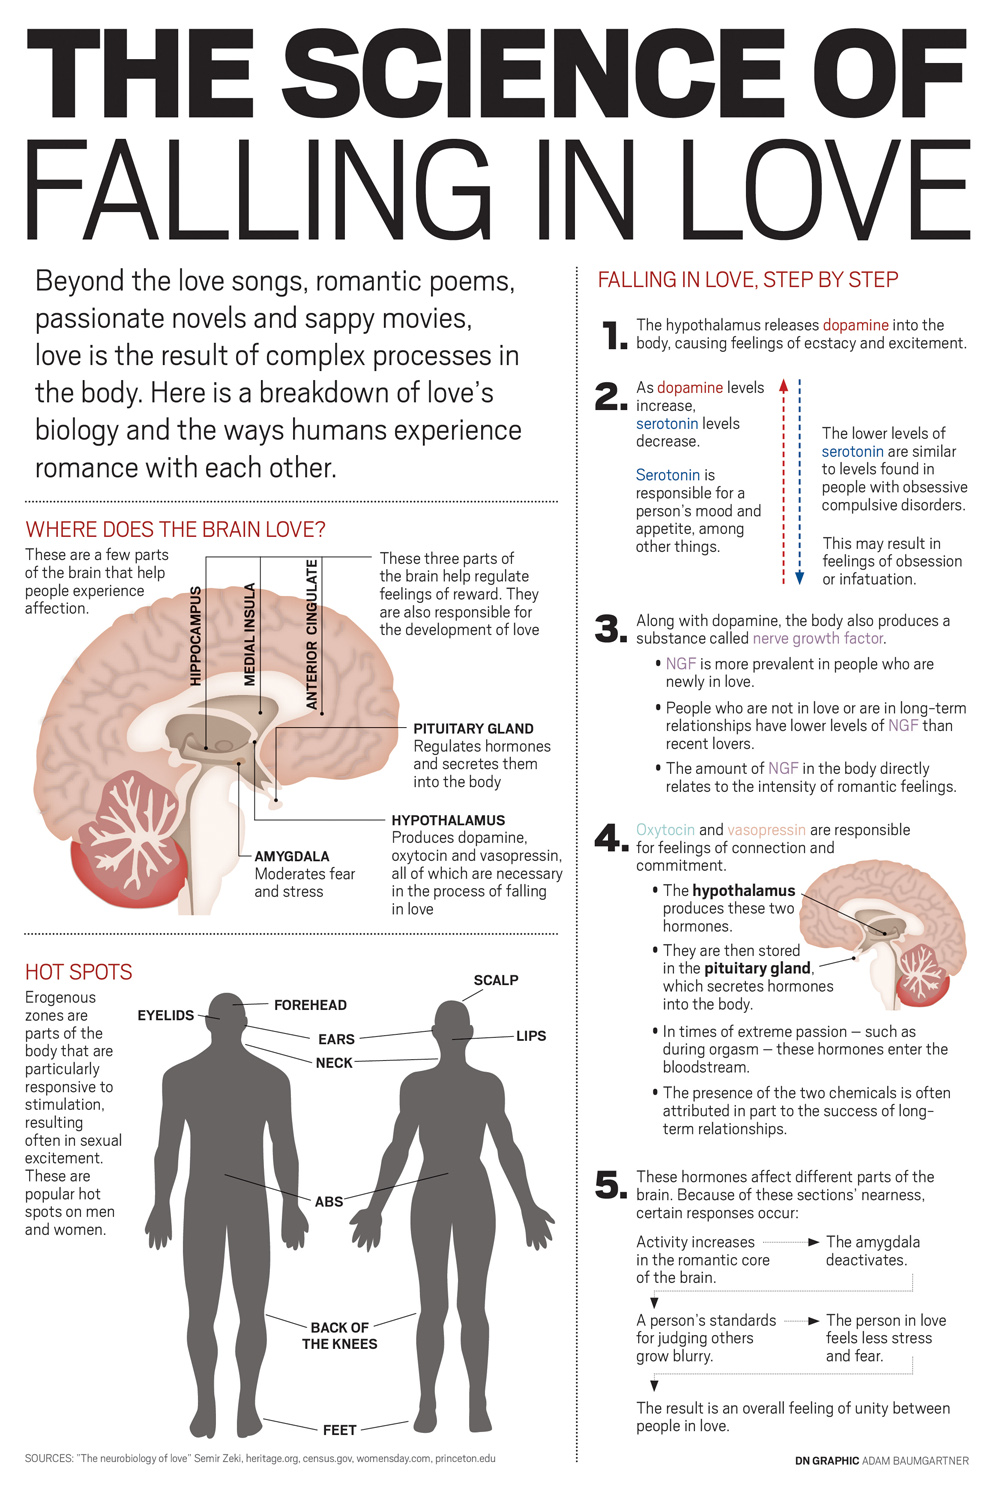 THE SCIENCE OF
FALLING IN LOVE
Beyond the love songs, romantic poems,
passionate novels and sappy movies,
love is the result of complex processes in
the body. Here is a breakdown of love's
biology and the ways humans experience
romance with each other.
WHERE DOES THE BRAIN LOVE?
These are a few parts
of the brain that help
people experience
affection.
HIPPOCAMPUS
MEDIAL INSULA
ANTERIOR CINGULATE
These three parts of
the brain help regulate
feelings of reward. They
are also responsible for
the development of love
PITUITARY GLAND
Regulates hormones
and secretes them
into the body
HYPOTHALAMUS
Produces dopamine,
oxytocin and vasopressin,
all of which are necessary
in the process of falling
in love
AMYGDALA
Moderates fear
and stress
HOT SPOTS
Erogenous
zones are
parts of the
body that are
particularly
responsive to
stimulation,
resulting
often in sexual
excitement.
These are
popular hot
spots on men
and women.
SCALP
FOREHEAD
EYELIDS
EARS
LIPS
NECK
ABS
BACK OF
THE KNEES
FEET
SOURCES: "The neurobiology of love" Semir Zeki, heritage.org, census.gov, womensday.com, princeton.edu
FALLING IN LOVE, STEP BY STEP
1. The hypothalamus releases dopamine into the
body, causing feelings of ecstacy and excitement.
2. As dopamine levels
increase,
serotonin levels
decrease.
Serotonin is
responsible for a
person's mood and
appetite, among
other things.
The lower levels of
serotonin are similar
to levels found in
people with obsessive
compulsive disorders.
This may result in
feelings of obsession
or infatuation.
3. Along with dopamine, the body also produces a
substance called nerve growth factor.
• NGF is more prevalent in people who are
newly in love.
• People who are not in love or are in long-term
relationships have lower levels of NGF than
recent lovers.
• The amount of NGF in the body directly
relates to the intensity of romantic feelings.
4. Oxytocin and vasopressin are responsible
for feelings of connection and
commitment.
• The hypothalamus
produces these two
hormones.
• They are then stored
in the pituitary gland,
which secretes hormones
into the body.
• In times of extreme passion – such as
during orgasm – these hormones enter the
bloodstream.
• The presence of the two chemicals is often
attributed in part to the success of long-
term relationships.
5. These hormones affect different parts of the
brain. Because of these sections' nearness,
certain responses occur:
Activity increases
in the romantic core
of the brain.
The amygdala
deactivates.
A person's standards
for judging others
grow blurry.
The person in love
feels less stress
and fear.
The result is an overall feeling of unity between
people in love.
DN GRAPHIC ADAM BAUMGARTNER